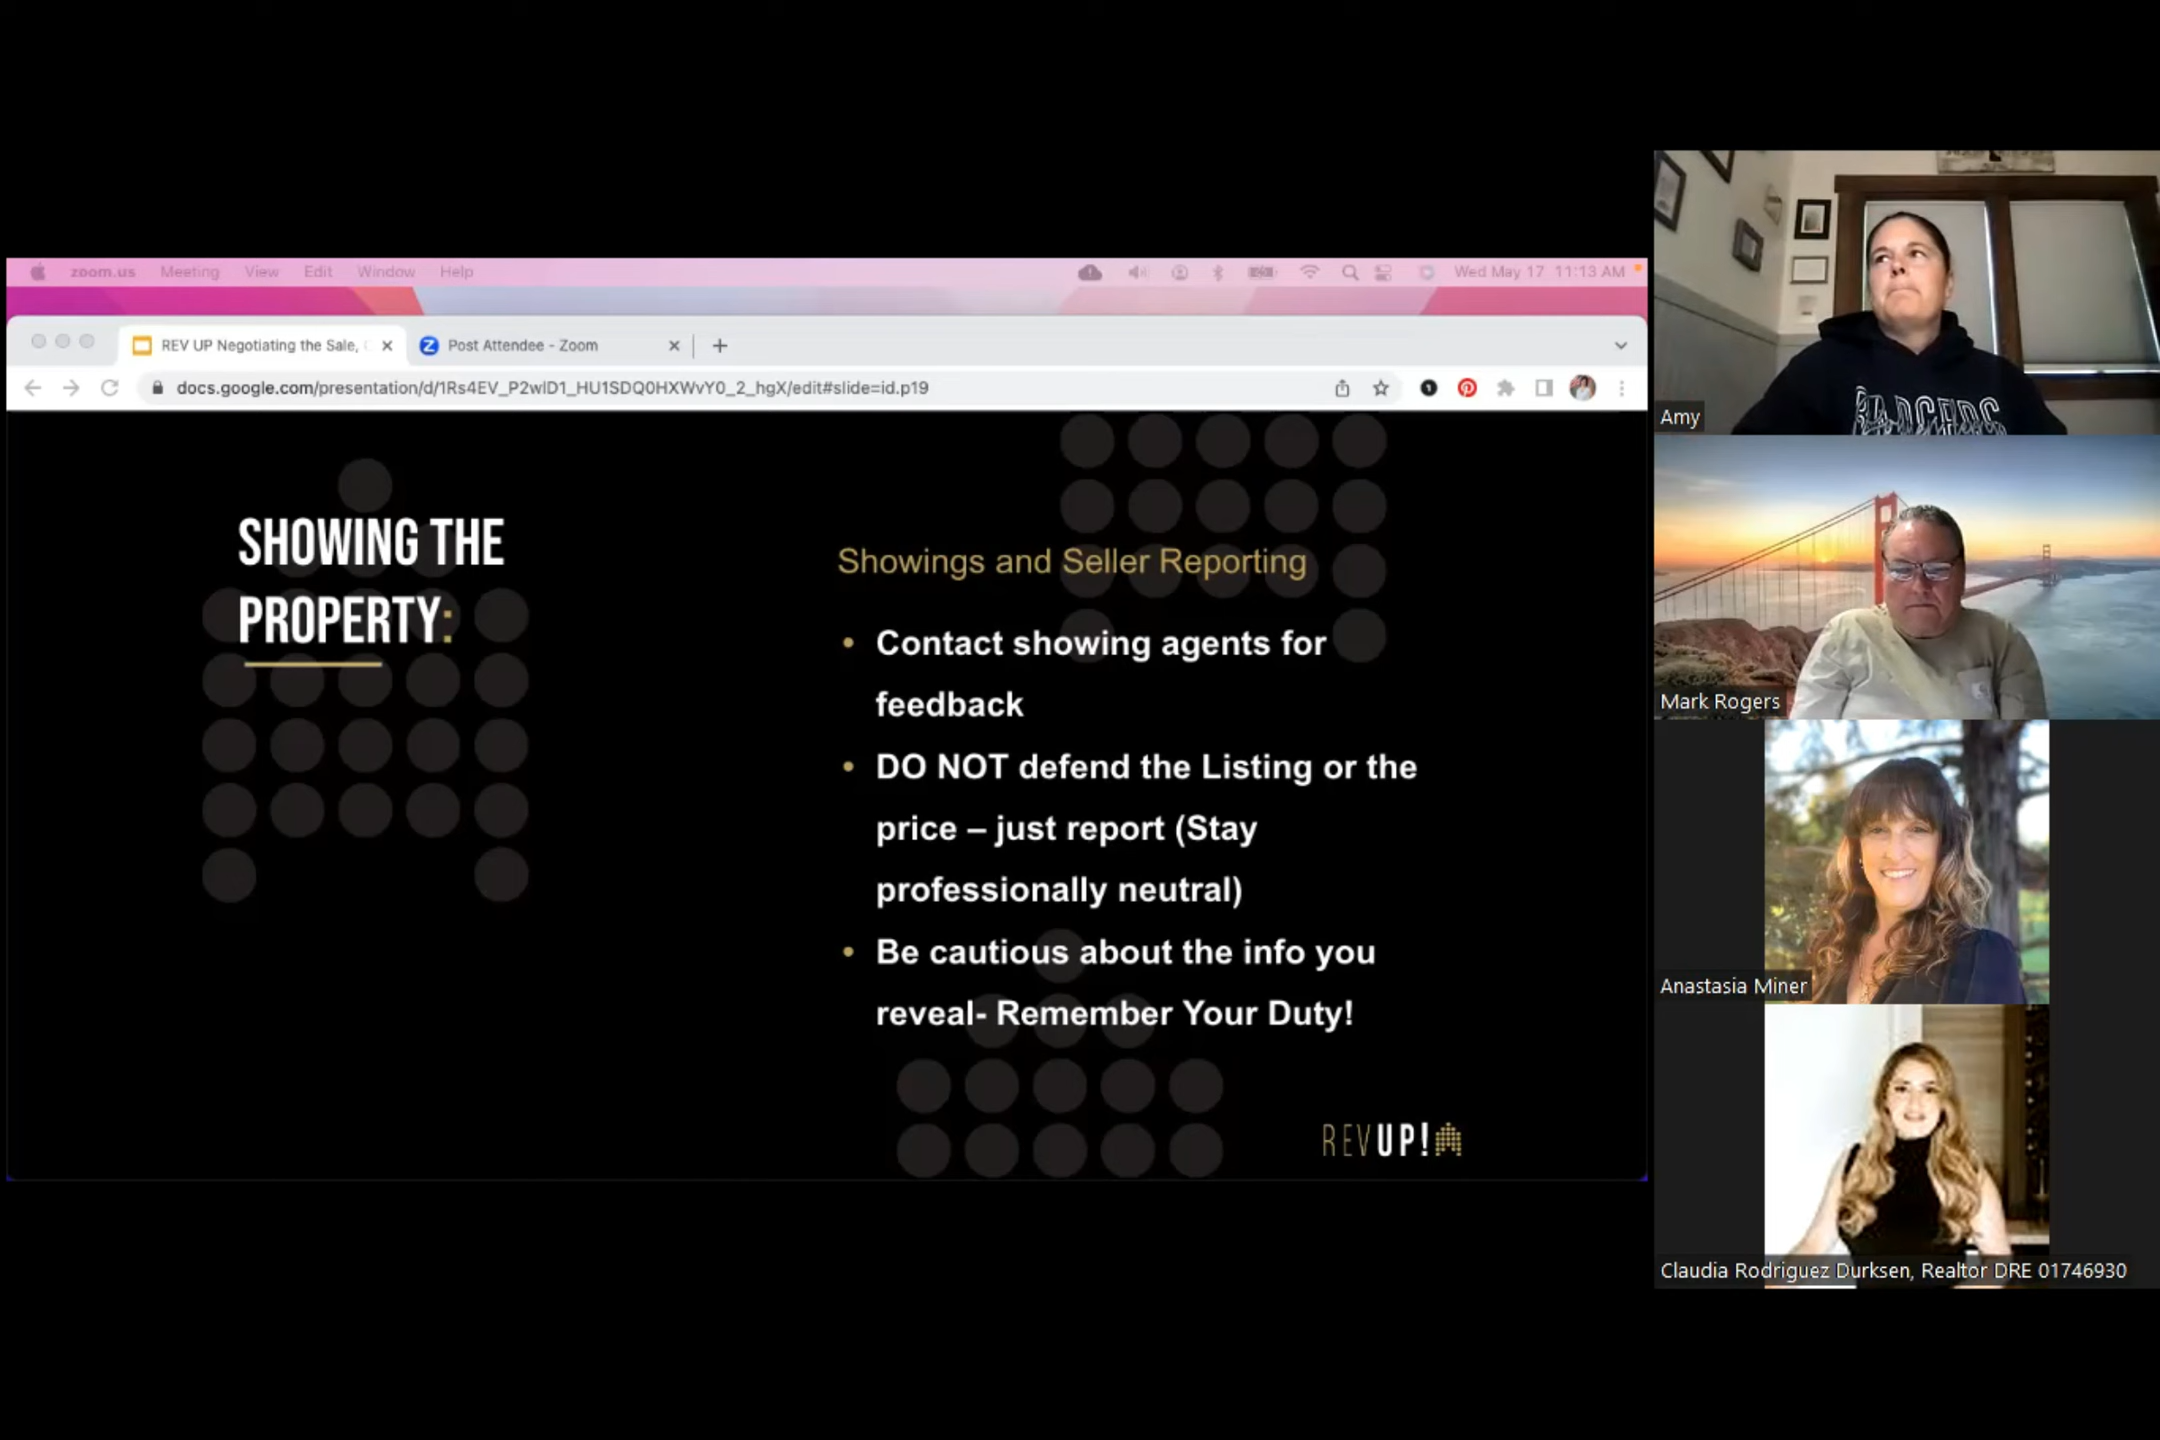 zoom.us Meeting View Edit Window Help
Wed May 17 11:13 AM
REV UP Negotiating the Sale,
Post Attendee - Zoom
docs.google.com/presentation/d/1Rs4EV_P2wlD1_HU1SDQ0HXWvY0_2_hgX/edit#slide=id.p19
SHOWING THE
PROPERTY:
Showings and Seller Reporting
• Contact showing agents for
feedback
• DO NOT defend the Listing or the
price – just report (Stay
professionally neutral)
• Be cautious about the info you
reveal- Remember Your Duty!
REVUP!
Amy
Mark Rogers
Anastasia Miner
Claudia Rodriguez Durksen, Realtor DRE 01746930